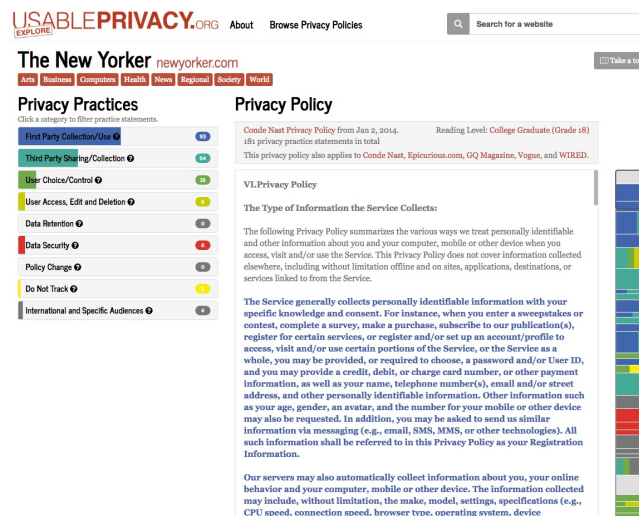 USABLEPRIVACY.ORG
EXPLORE
About
Browse Privacy Policies
Search for a website
The New Yorker newyorker.com
Take a to
Arts Business Computers Health News Regional Society World
Privacy Practices
Click a category to filter practice statements.
First Party Collection/Use 93
Third Party Sharing/Collection 54
User Choice/Control
User Access, Edit and Deletion
Data Retention 0
Data Security 6
Policy Change 0
Do Not Track
International and Specific Audiences 4
Privacy Policy
Conde Nast Privacy Policy from Jan 2, 2014. Reading Level: College Graduate (Grade 18)
181 privacy practice statements in total
This privacy policy also applies to Conde Nast, Epicurious.com, GQ Magazine, Vogue, and WIRED.
VI.Privacy Policy
The Type of Information the Service Collects:
The following Privacy Policy summarizes the various ways we treat personally identifiable
and other information about you and your computer, mobile or other device when you
access, visit and/or use the Service. This Privacy Policy does not cover information collected
elsewhere, including without limitation offline and on sites, applications, destinations, or
services linked to from the Service.
The Service generally collects personally identifiable information with your
specific knowledge and consent. For instance, when you enter a sweepstakes or
contest, complete a survey, make a purchase, subscribe to our publication(s),
register for certain services, or register and/or set up an account/profile to
access, visit and/or use certain portions of the Service, or the Service as a
whole, you may be provided, or required to choose, a password and/or User ID,
and you may provide a credit, debit, or charge card number, or other payment
information, as well as your name, telephone number(s), email and/or street
address, and other personally identifiable information. Other information such
as your age, gender, an avatar, and the number for your mobile or other device
may also be requested. In addition, you may be asked to send us similar
information via messaging (e.g., email, SMS, MMS, or other technologies). All
such information shall be referred to in this Privacy Policy as your Registration
Information.
Our servers may also automatically collect information about you, your online
behavior and your computer, mobile or other device. The information collected
may include, without limitation, the make, model, settings, specifications (e.g.,
CPU speed, connection speed, browser type, operating system, device